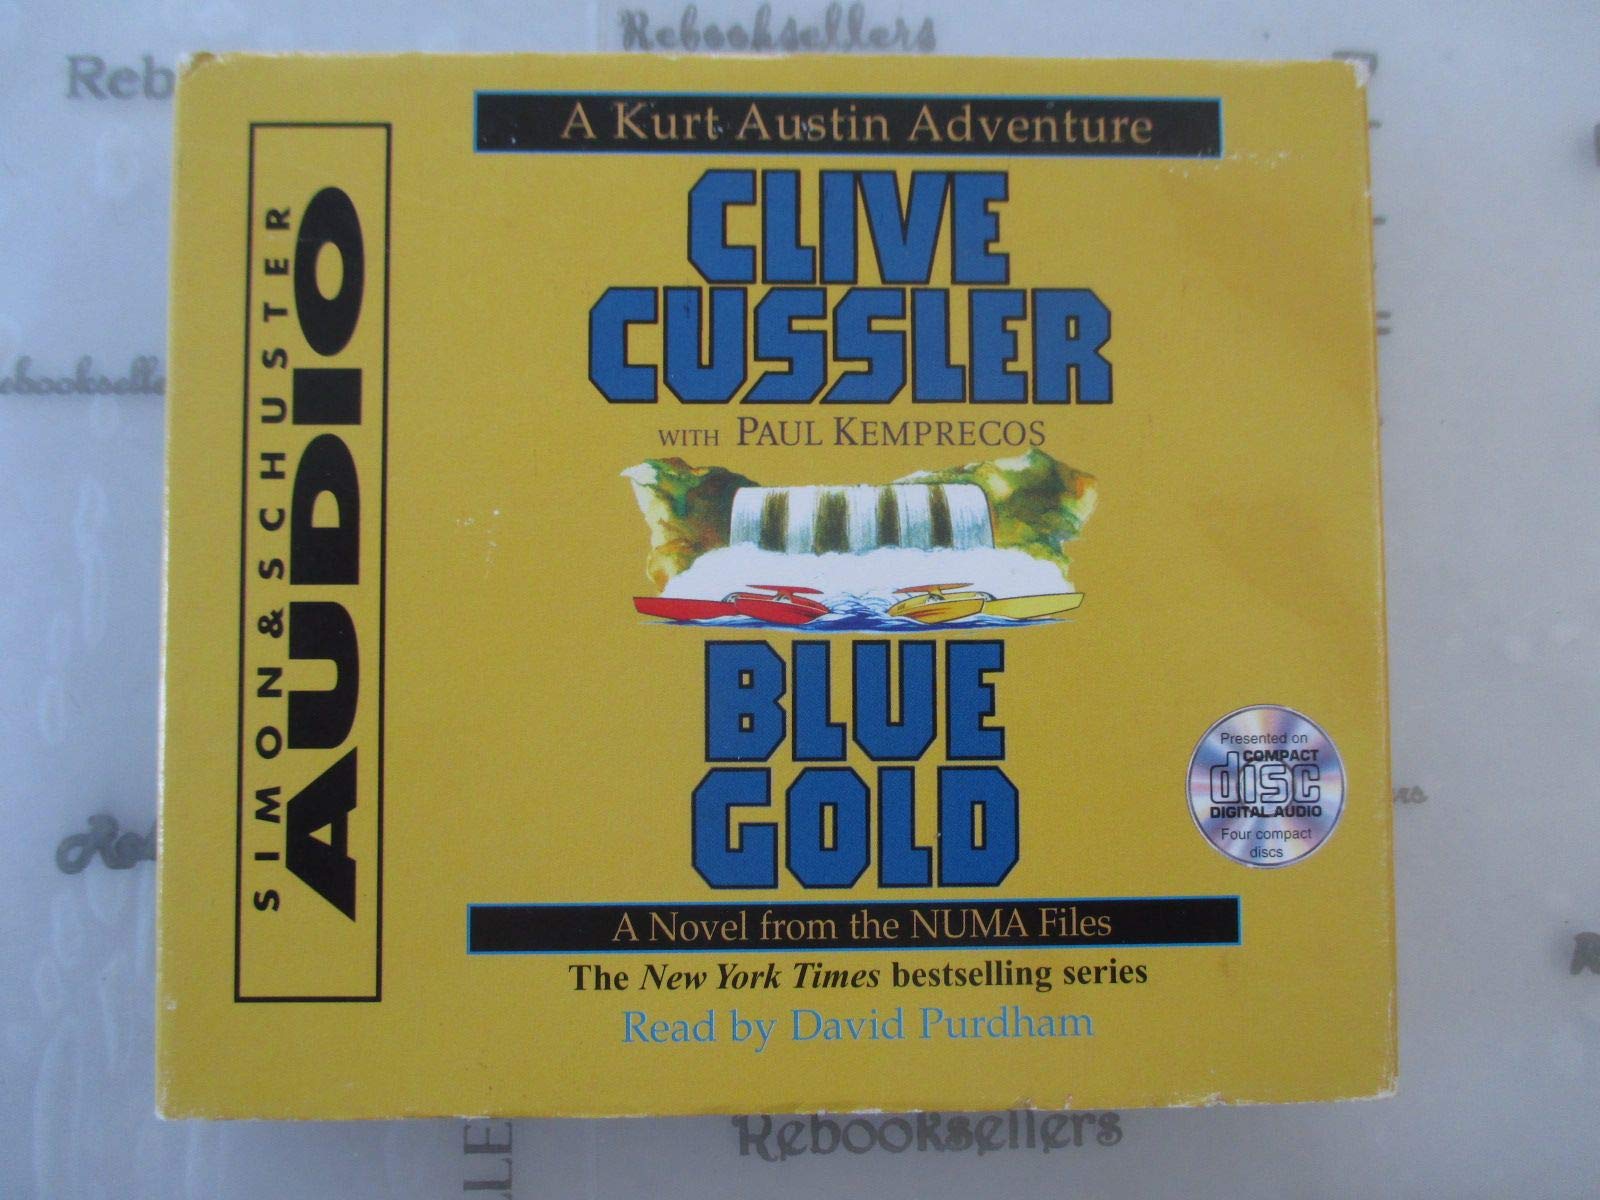 Rebooksellers
A Kurt Austin Adventure
CLIVE
CUSSLER
WITH PAUL KEMPRECOS
SIMON & SCHUSTER
AUDIO
BLUE
GOLD
Presented on
COMPACT
disc
DIGITAL AUDIO
Four compact
discs
A Novel from the NUMA Files
The New York Times bestselling series
Read by David Purdham
Rebooksellers